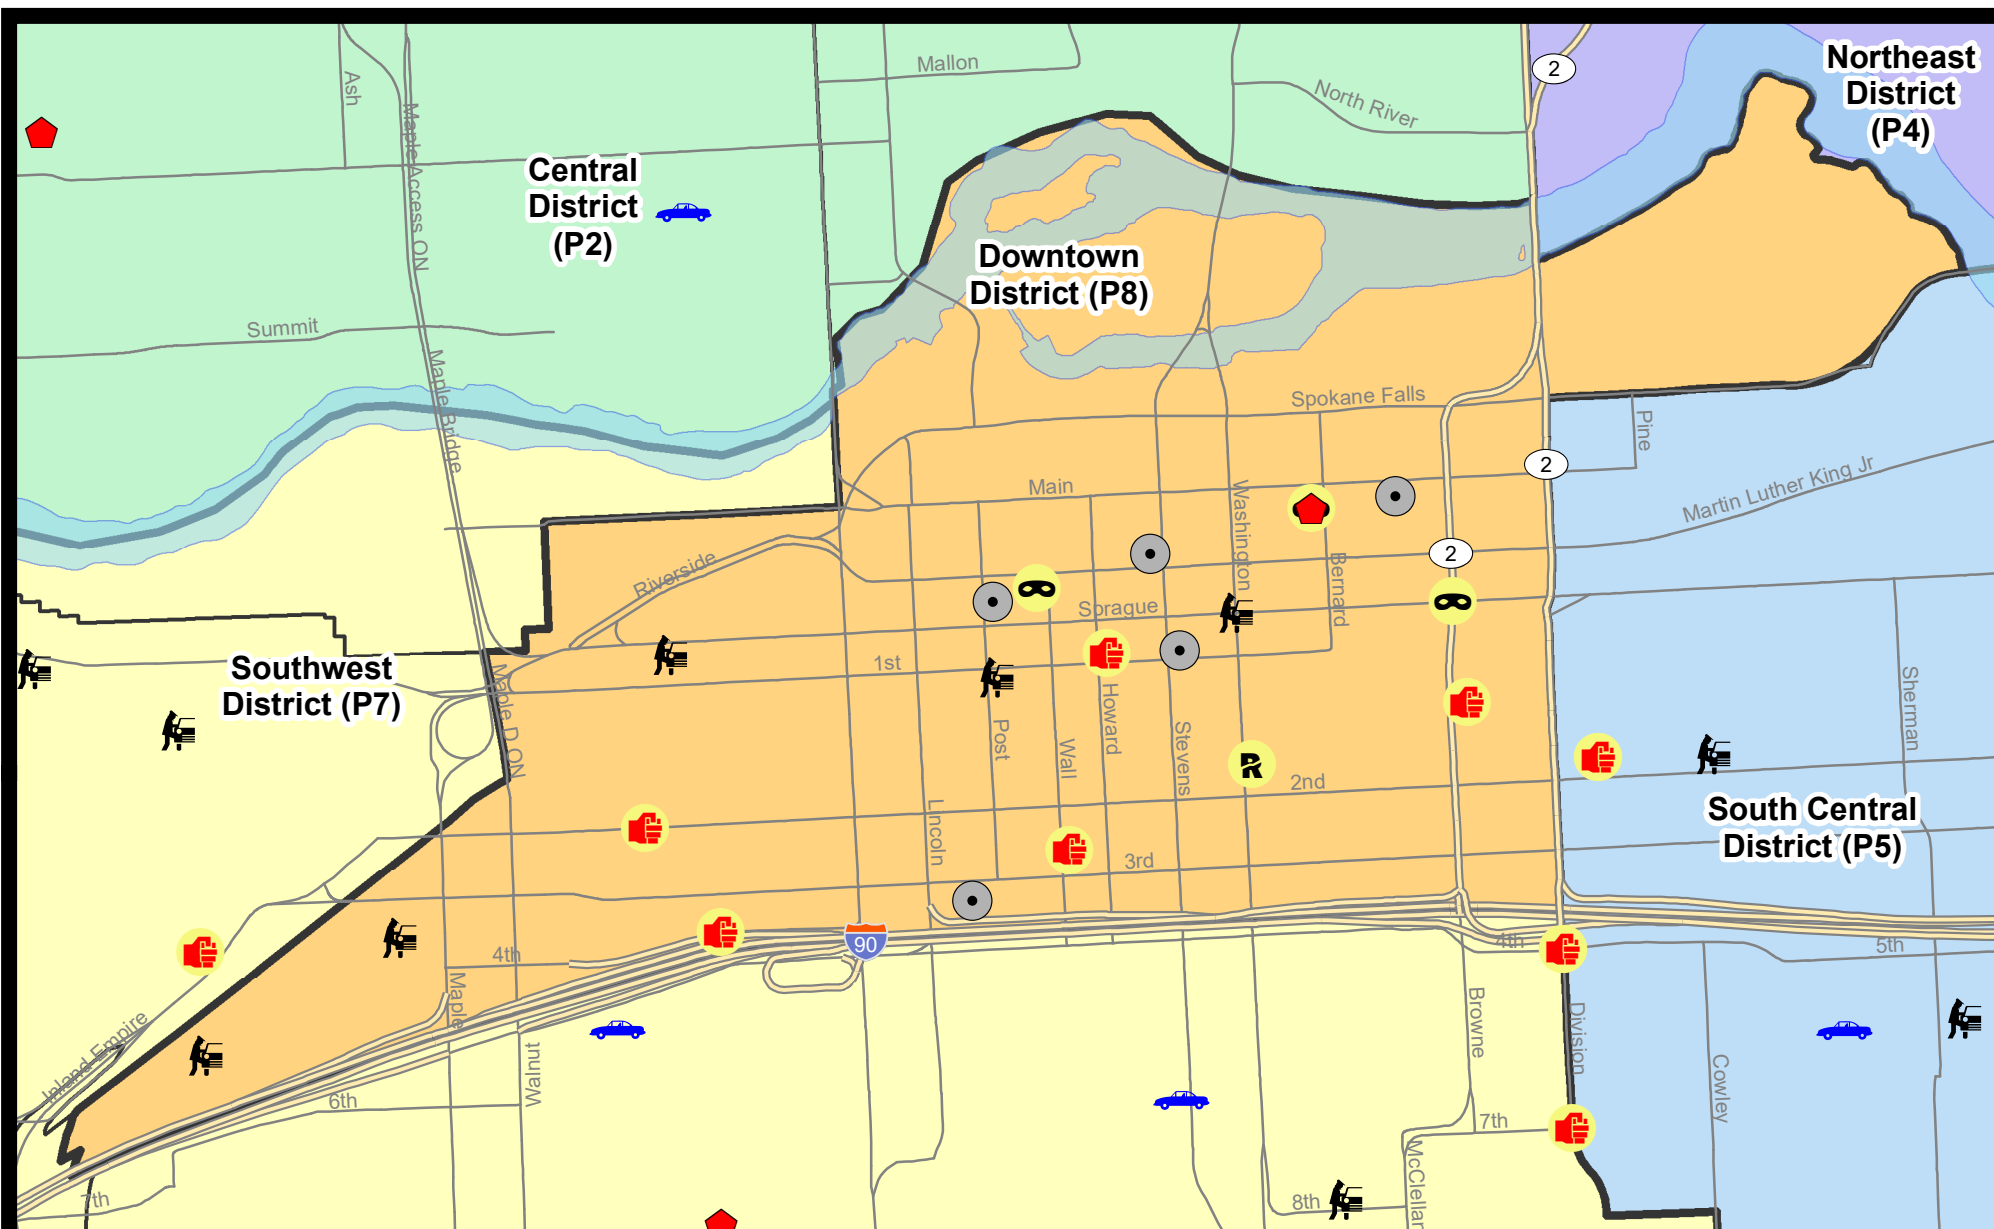 2
Northeast
District
(P4)
Mallon
Ash
North River
Maple Access ON
Central
District
(P2)
Downtown
District (P8)
Summit
Maple Bridge
Spokane Falls
Pine
2
Martin Luther King Jr
Main
Washington
2
Riverside
Bernard
Sprague
1st
Southwest
District (P7)
Maple D ON
Howard
Sherman
Post
Wall
Stevens
R
2nd
Lincoln
South Central
District (P5)
3rd
90
4th
4th
5th
Maple
Browne
Division
Inland Empire
Walnut
Cowley
6th
7th
McClellan
7th
8th